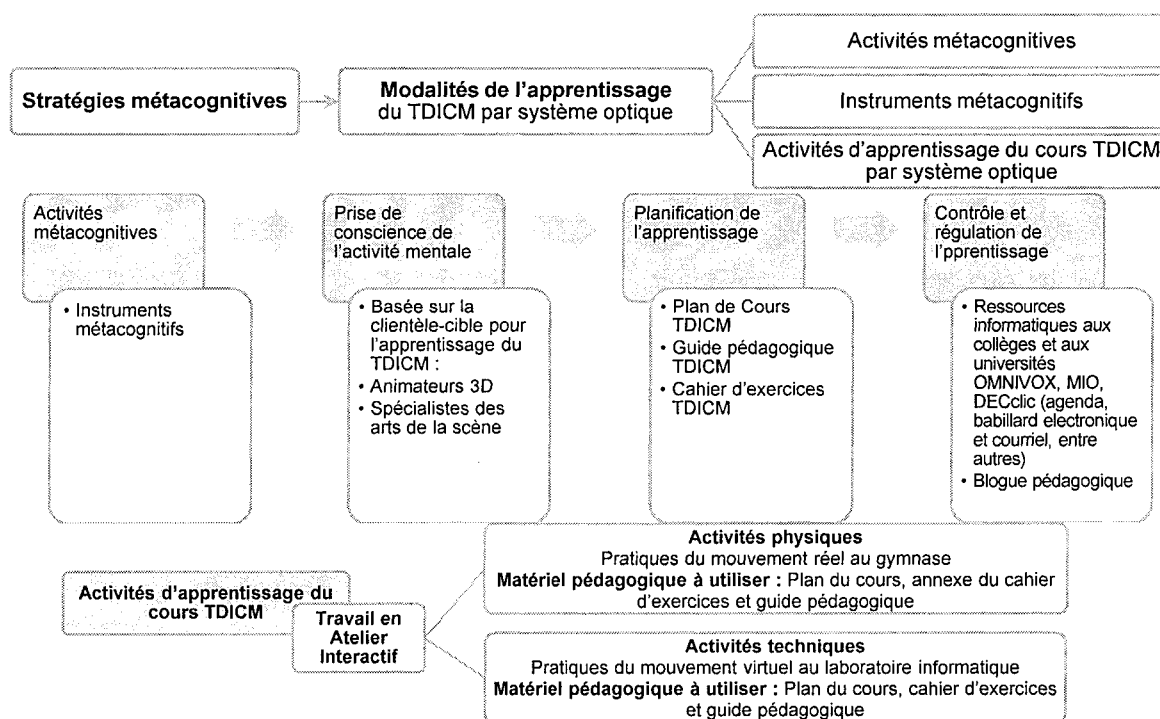 Activités métacognitives
Stratégies métacognitives
Modalités de l'apprentissage
du TDICM par système optique
Instruments métacognitifs
Activités d'apprentissage du cours TDICM
par système optique
Activités
métacognitives
• Instruments
métacognitifs
Prise de
conscience de
l'activité mentale
• Basée sur la
clientèle-cible pour
l'apprentissage du
TDICM :
• Animateurs 3D
• Spécialistes des
arts de la scène
Planification de
l'apprentissage
• Plan de Cours
TDICM
• Guide pédagogique
TDICM
• Cahier d'exercices
TDICM
Contrôle et
régulation de
l'pprentissage
• Ressources
informatiques aux
collèges et aux
universités
OMNIVOX, MIO,
DECclic (agenda,
babillard electronique
et courriel, entre
autres)
• Blogue pédagogique
Activités d'apprentissage du
cours TDICM
Travail en
Atelier
Interactif
Activités physiques
Pratiques du mouvement réel au gymnase
Matériel pédagogique à utiliser : Plan du cours, annexe du cahier
d'exercices et guide pédagogique
Activités techniques
Pratiques du mouvement virtuel au laboratoire informatique
Matériel pédagogique à utiliser : Plan du cours, cahier d'exercices
et guide pédagogique